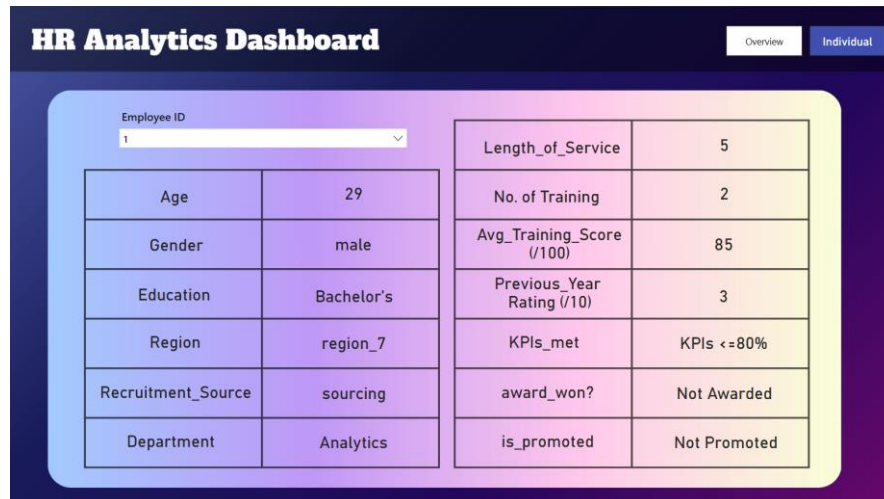 HR Analytics Dashboard
Overview
Individual
Employee ID
1
Age 29
Gender male
Education Bachelor's
Region region_7
Recruitment_Source sourcing
Department Analytics
Length_of_Service 5
No. of Training 2
Avg_Training_Score
(/100) 85
Previous_Year
Rating (/10) 3
KPIs_met KPIs <=80%
award_won? Not Awarded
is_promoted Not Promoted